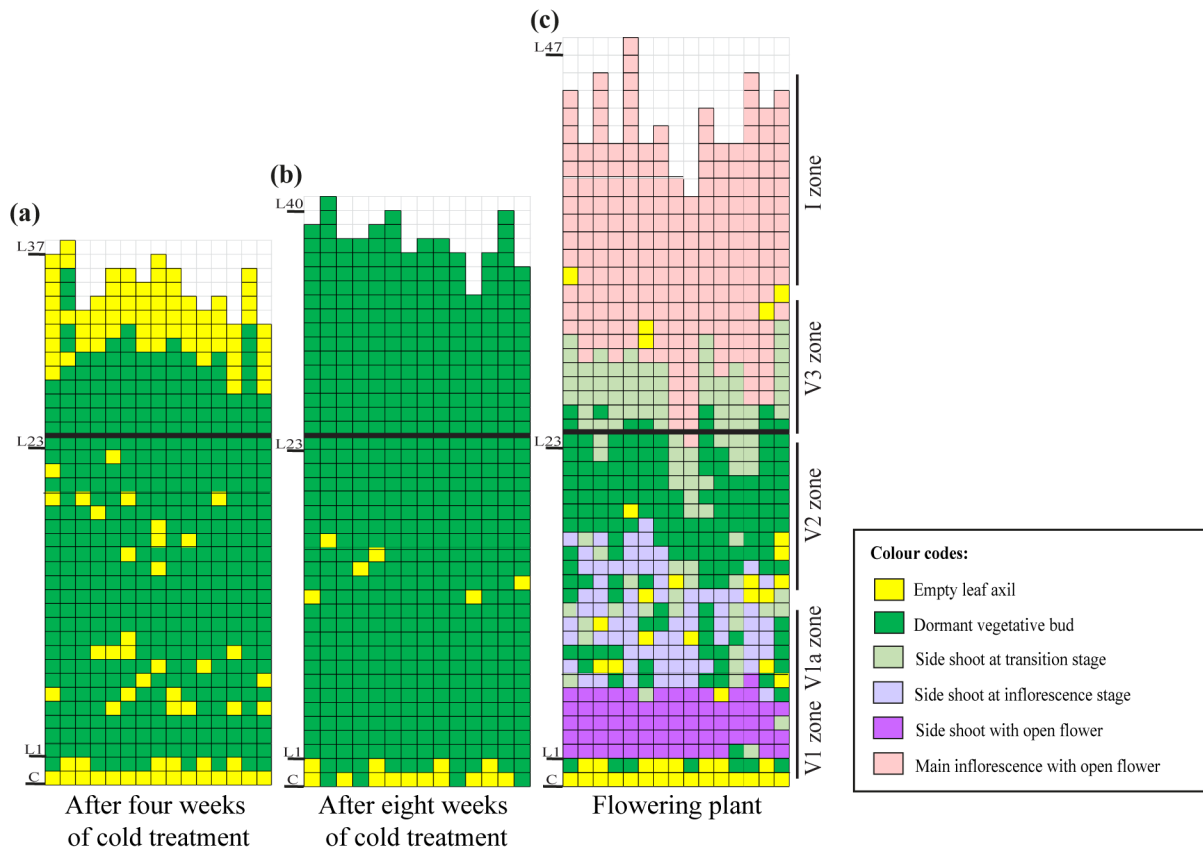 (a)
L37
L23
L1
C
After four weeks
of cold treatment
(b)
L40
L23
L1
C
After eight weeks
of cold treatment
(c)
L47
L23
L1
C
Flowering plant
I zone
V3 zone
V2 zone
V1a zone
V1 zone
Colour codes:
Empty leaf axil
Dormant vegetative bud
Side shoot at transition stage
Side shoot at inflorescence stage
Side shoot with open flower
Main inflorescence with open flower